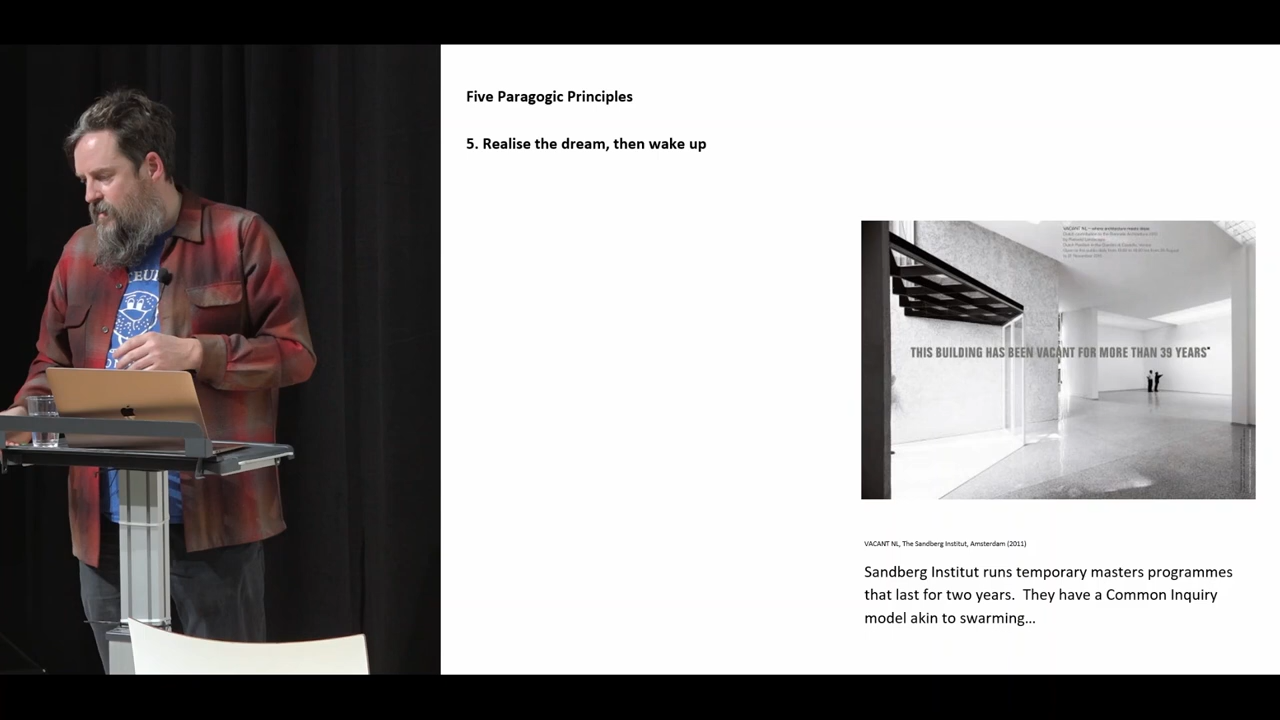 Five Paragogic Principles
5. Realise the dream, then wake up
THIS BUILDING HAS BEEN VACANT FOR MORE THAN 39 YEARS*
VACANT NL, The Sandberg Institut, Amsterdam (2011)
Sandberg Institut runs temporary masters programmes
that last for two years. They have a Common Inquiry
model akin to swarming...